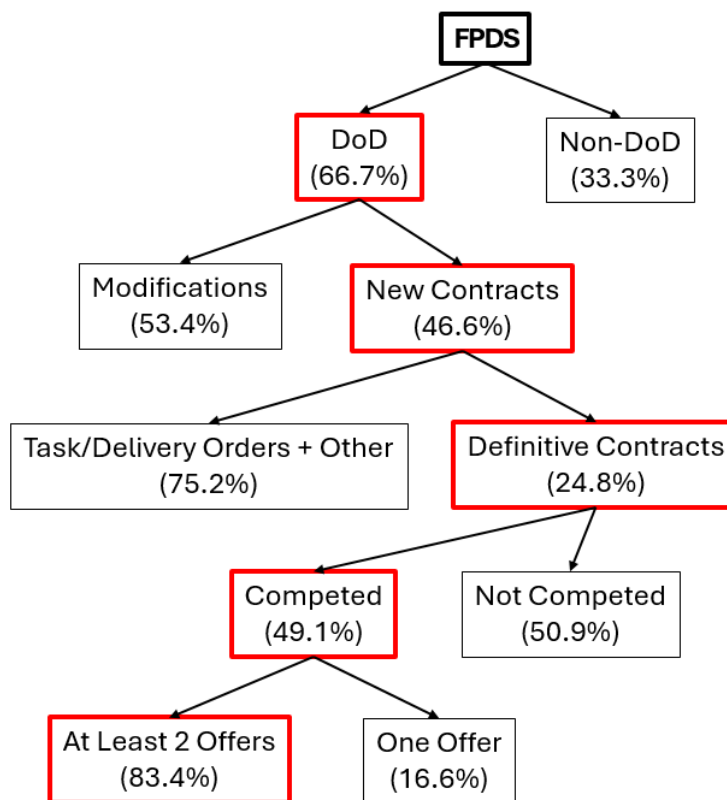 FPDS
DoD
(66.7%)
Non-DoD
(33.3%)
Modifications
(53.4%)
New Contracts
(46.6%)
Task/Delivery Orders + Other
(75.2%)
Definitive Contracts
(24.8%)
Competed
(49.1%)
Not Competed
(50.9%)
At Least 2 Offers
(83.4%)
One Offer
(16.6%)